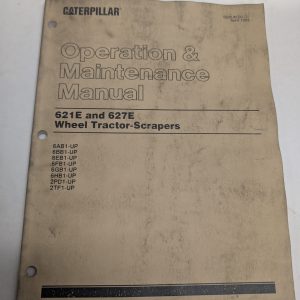 CATERPILLAR
Operation &
Maintenance
Manual
621E and 627E
Wheel Tractor-Scrapers
6AB1-UP
6BB1-UP
6EB1-UP
6FB1-UP
6GB1-UP
6HB1-UP
2PD1-UP
2TF1-UP